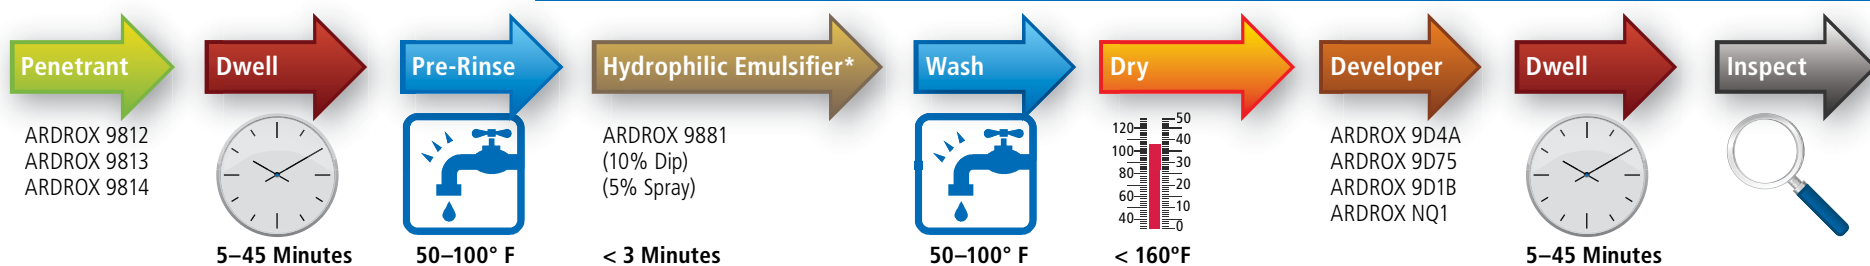 Penetrant
Dwell
Pre-Rinse
Hydrophilic Emulsifier*
Wash
Dry
Developer
Dwell
Inspect
ARDROX 9812
ARDROX 9813
ARDROX 9814
5–45 Minutes
50–100° F
ARDROX 9881
(10% Dip)
(5% Spray)
< 3 Minutes
50–100° F
120
100
80
60
40
50
40
30
20
10
0
< 160ºF
ARDROX 9D4A
ARDROX 9D75
ARDROX 9D1B
ARDROX NQ1
5–45 Minutes